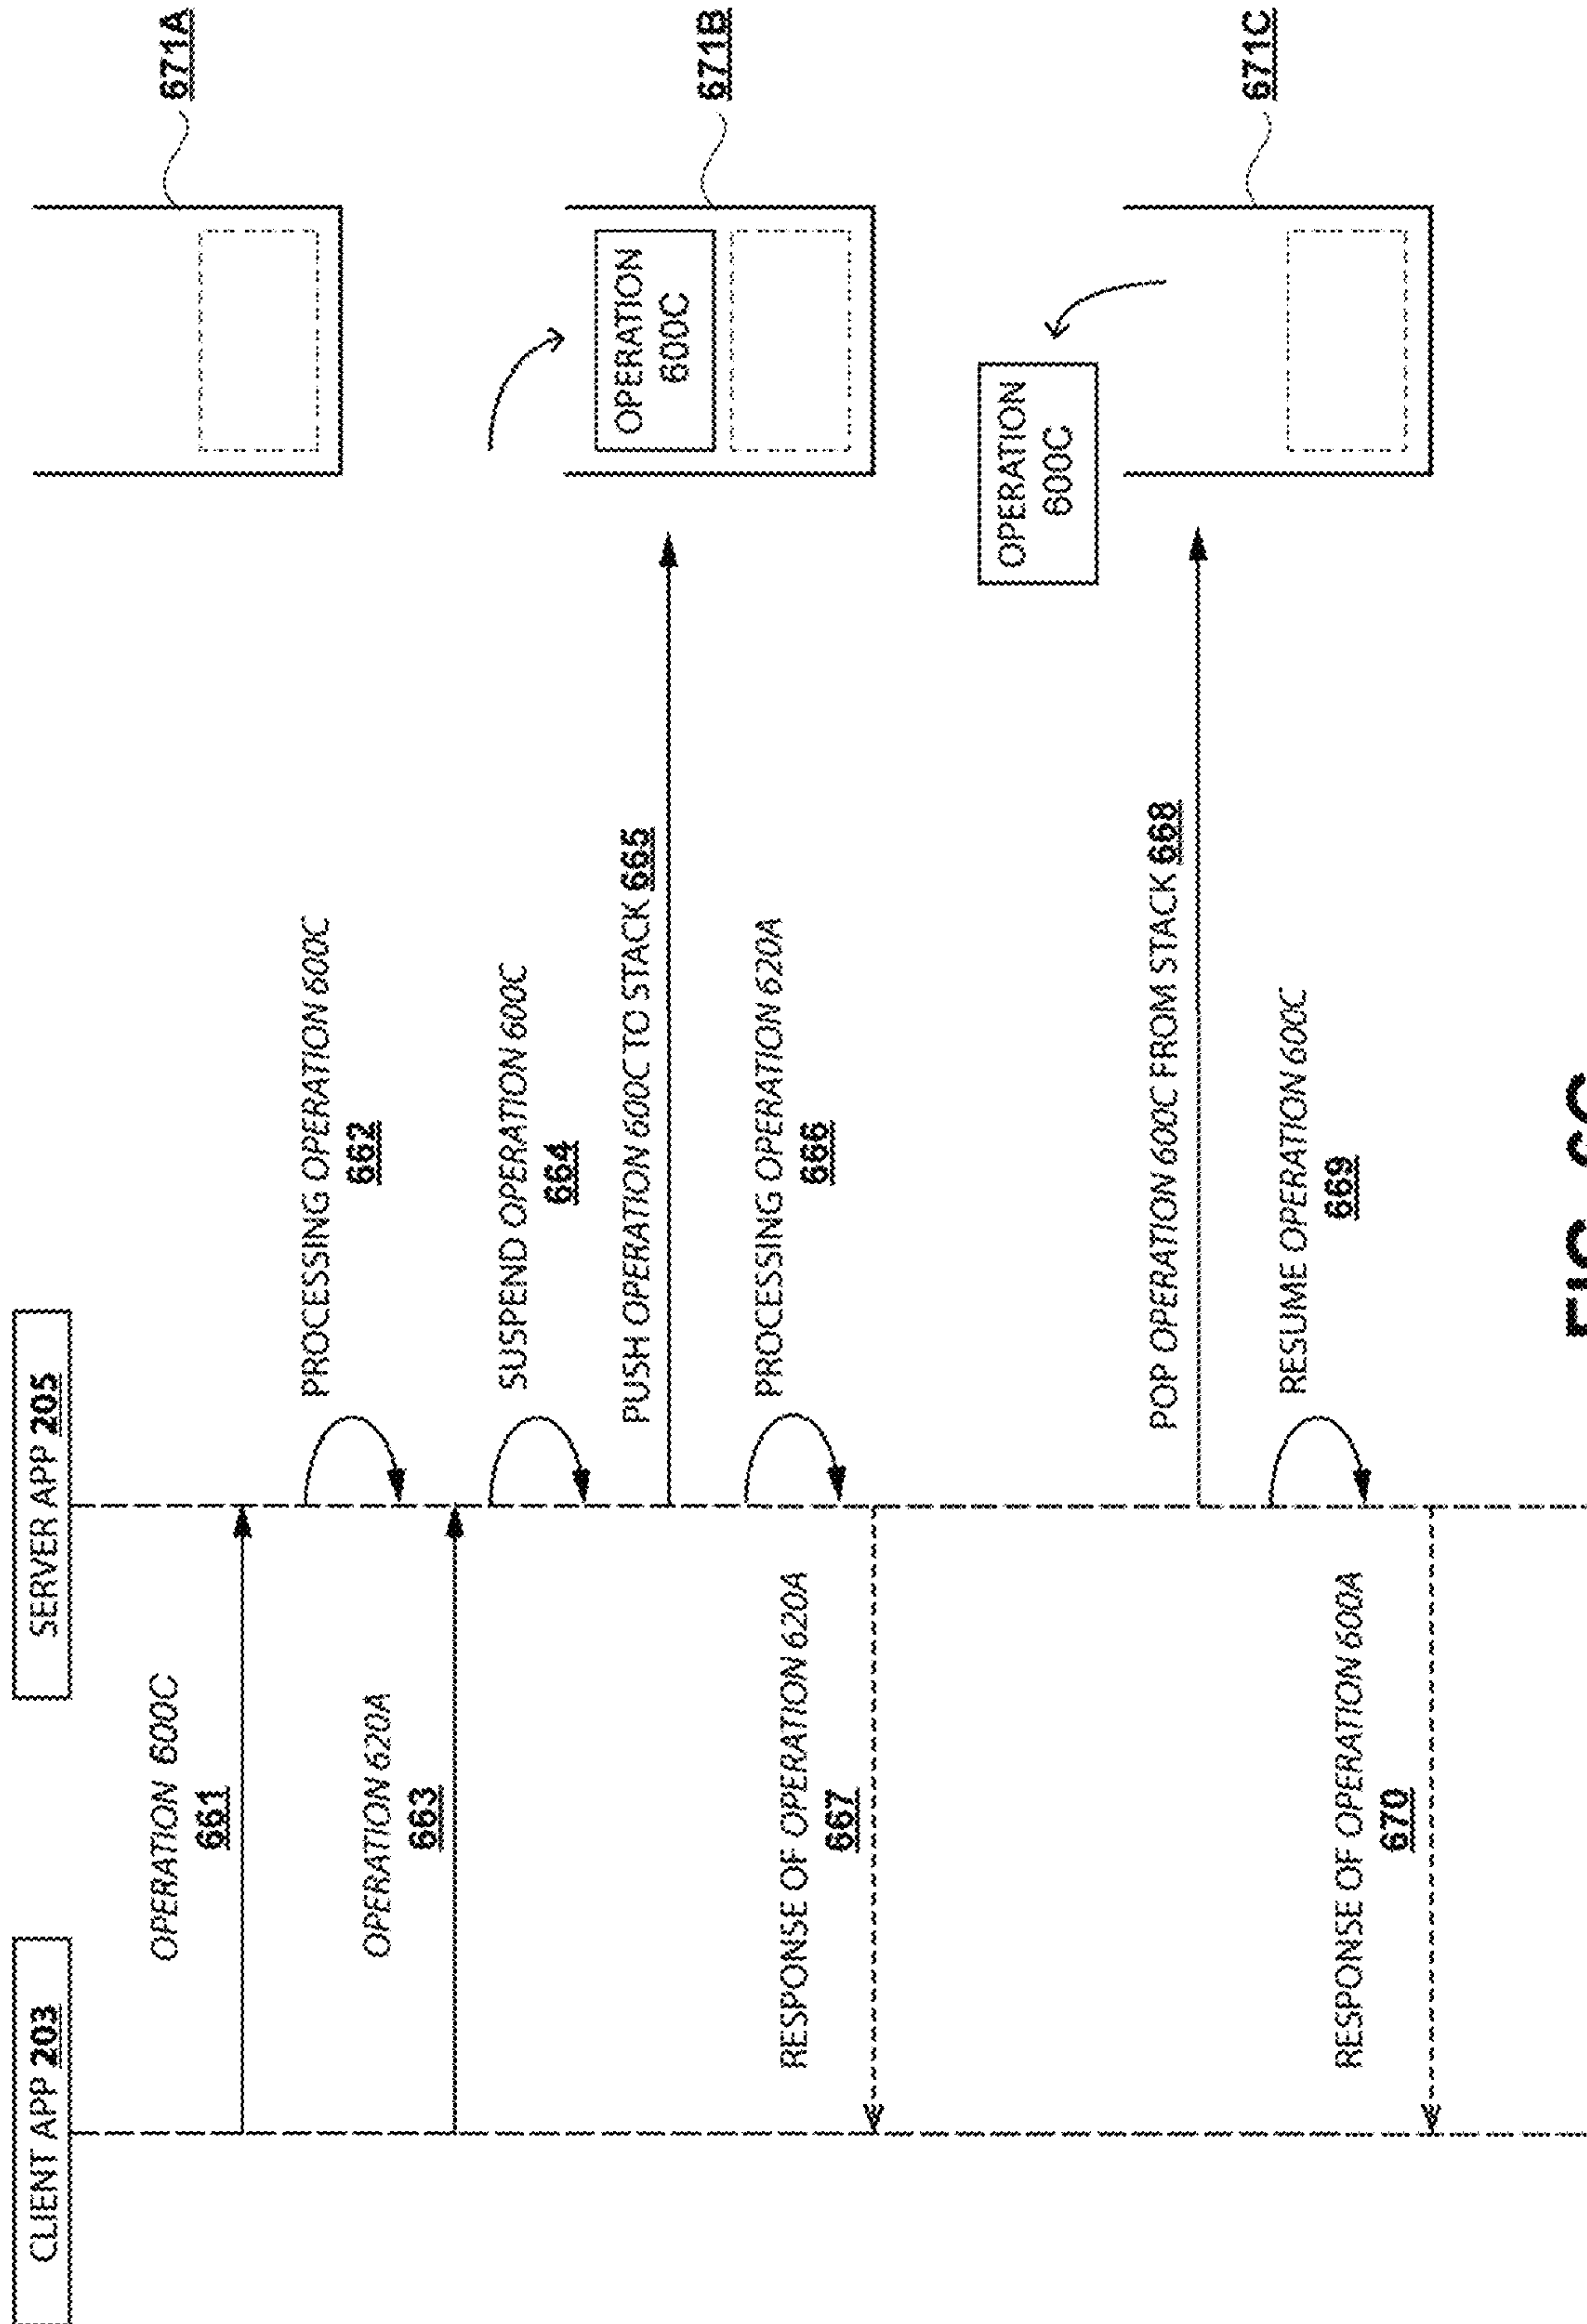 CLIENT APP 203
SERVER APP 205
OPERATION 600C
661
671A
PROCESSING OPERATION 600C
662
OPERATION 620A
663
SUSPEND OPERATION 600C
664
PUSH OPERATION 600C TO STACK 665
OPERATION
600C
671B
PROCESSING OPERATION 620A
666
RESPONSE OF OPERATION 620A
667
OPERATION
600C
POP OPERATION 600C FROM STACK 668
671C
RESUME OPERATION 600C
669
RESPONSE OF OPERATION 600A
670